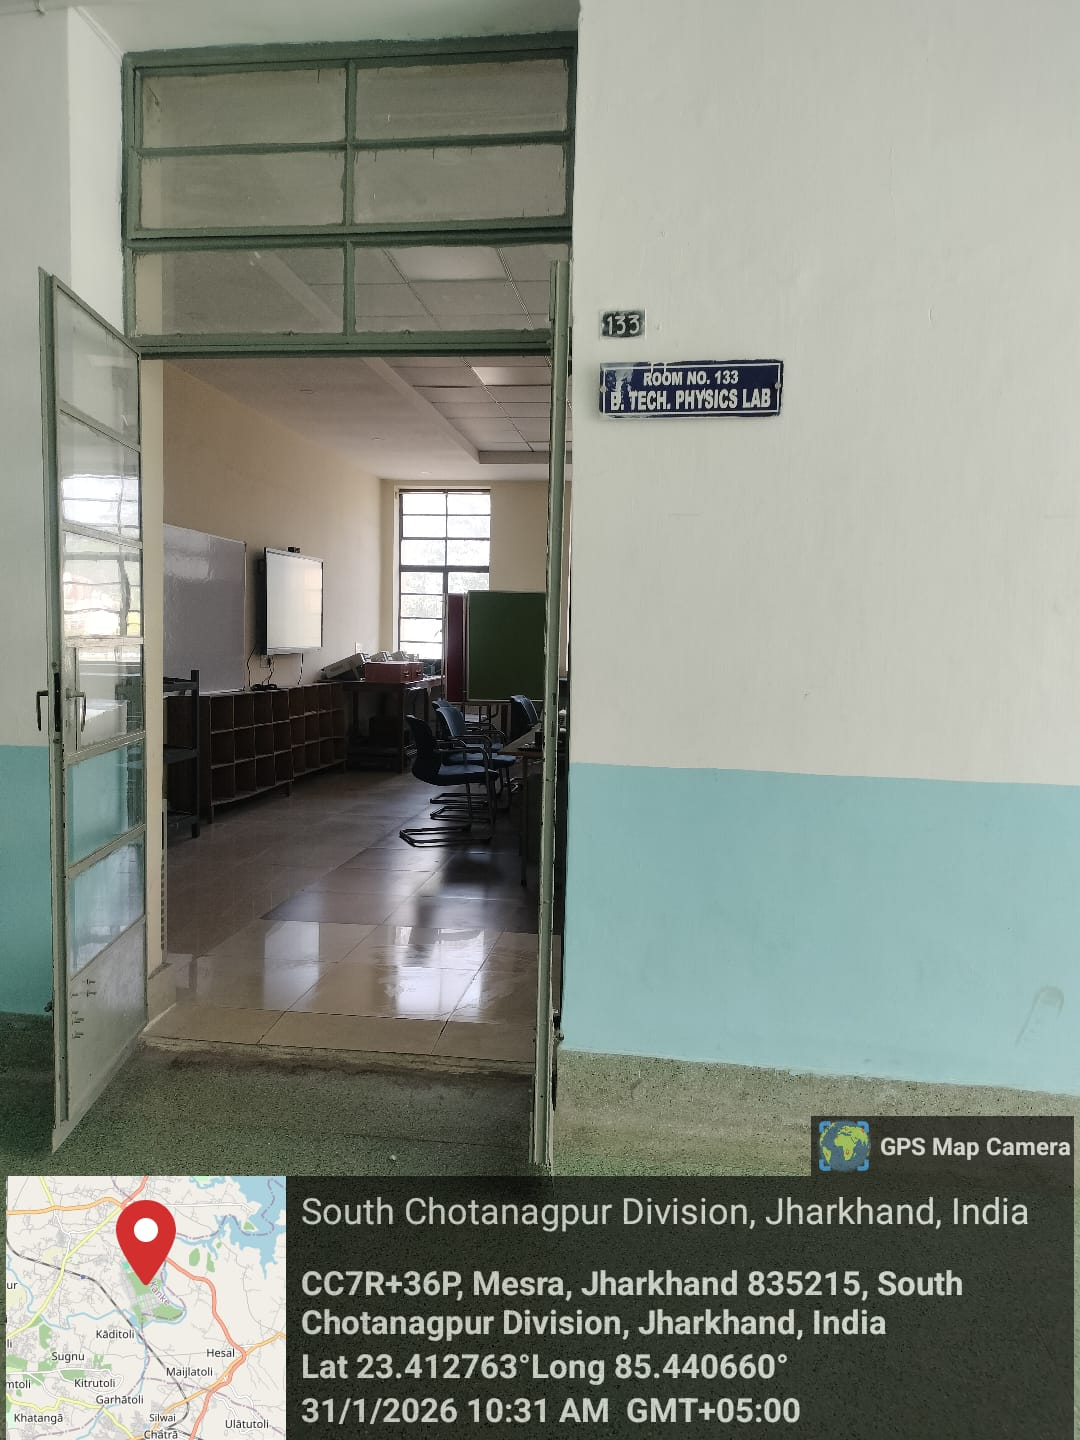 133
ROOM NO. 133
B. TECH. PHYSICS LAB
GPS Map Camera
South Chotanagpur Division, Jharkhand, India
CC7R+36P, Mesra, Jharkhand 835215, South
Chotanagpur Division, Jharkhand, India
Lat 23.412763°Long 85.440660°
31/1/2026 10:31 AM GMT+05:00
Kāditoli
Sugnu
Hesal
Maijlatoli
Kitrutoli
Garhātoli
Khatangā
Silwai
Ulātutoli
Chātrā